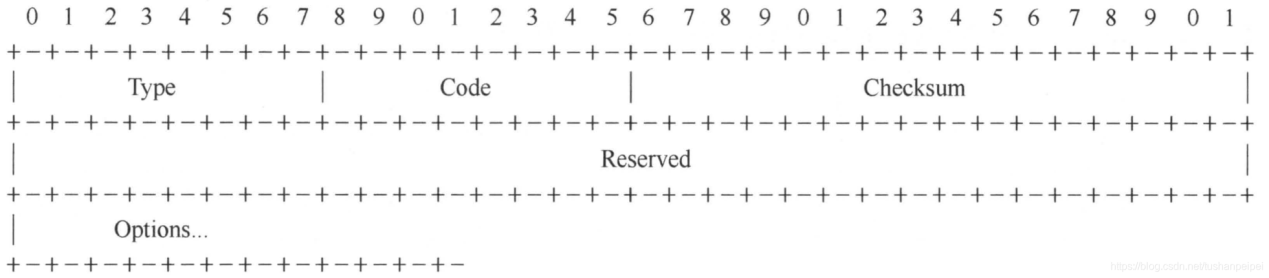 0 1 2 3 4 5 6 7 8 9 0 1 2 3 4 5 6 7 8 9 0 1 2 3 4 5 6 7 8 9 0 1
+-+-+-+-+-+-+-+-+-+-+-+-+-+-+-+-+-+-+-+-+-+-+-+-+-+-+-+-+-+-+-+-+
| Type | Code | Checksum |
+-+-+-+-+-+-+-+-+-+-+-+-+-+-+-+-+-+-+-+-+-+-+-+-+-+-+-+-+-+-+-+-+
| Reserved |
+-+-+-+-+-+-+-+-+-+-+-+-+-+-+-+-+-+-+-+-+-+-+-+-+-+-+-+-+-+-+-+-+
| Options...
+-+-+-+-+-+-+-+-+-+-+-+-
https://blog.csdn.net/fushanpeipei